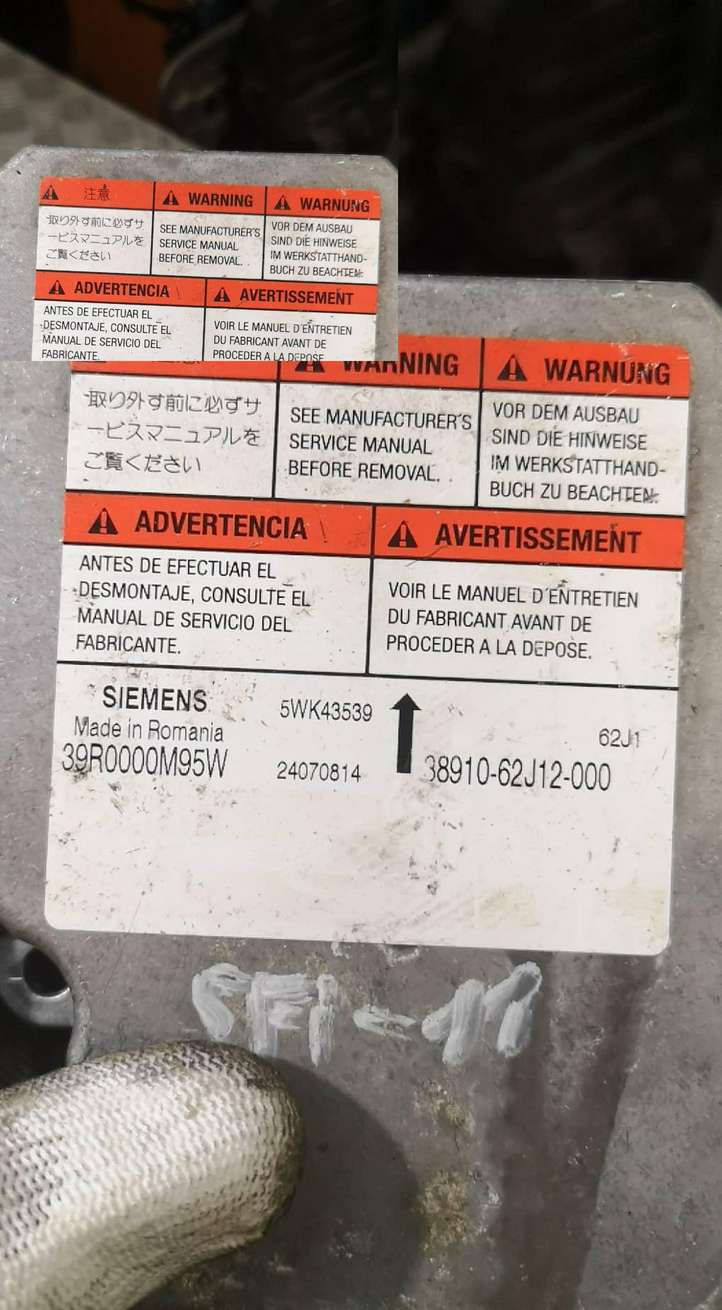 注意
取り外す前に必ずサ
ービスマニュアルを
ご覧ください
WARNING
SEE MANUFACTURER'S
SERVICE MANUAL
BEFORE REMOVAL.
WARNUNG
VOR DEM AUSBAU
SIND DIE HINWEISE
IM WERKSTATTHAND-
BUCH ZU BEACHTEN.
ADVERTENCIA
ANTES DE EFECTUAR EL
DESMONTAJE, CONSULTE EL
MANUAL DE SERVICIO DEL
FABRICANTE.
AVERTISSEMENT
VOIR LE MANUEL D'ENTRETIEN
DU FABRICANT AVANT DE
PROCEDER A LA DEPOSE
WARNING
WARNUNG
取り外す前に必ずサ
ービスマニュアルを
ご覧ください
SEE MANUFACTURER'S
SERVICE MANUAL
BEFORE REMOVAL.
VOR DEM AUSBAU
SIND DIE HINWEISE
IM WERKSTATTHAND-
BUCH ZU BEACHTEN.
ADVERTENCIA
ANTES DE EFECTUAR EL
DESMONTAJE, CONSULTE EL
MANUAL DE SERVICIO DEL
FABRICANTE.
AVERTISSEMENT
VOIR LE MANUEL D'ENTRETIEN
DU FABRICANT AVANT DE
PROCEDER A LA DEPOSE.
SIEMENS
Made in Romania
39R0000M95W
5WK43539
24070814
62J1
38910-62J12-000